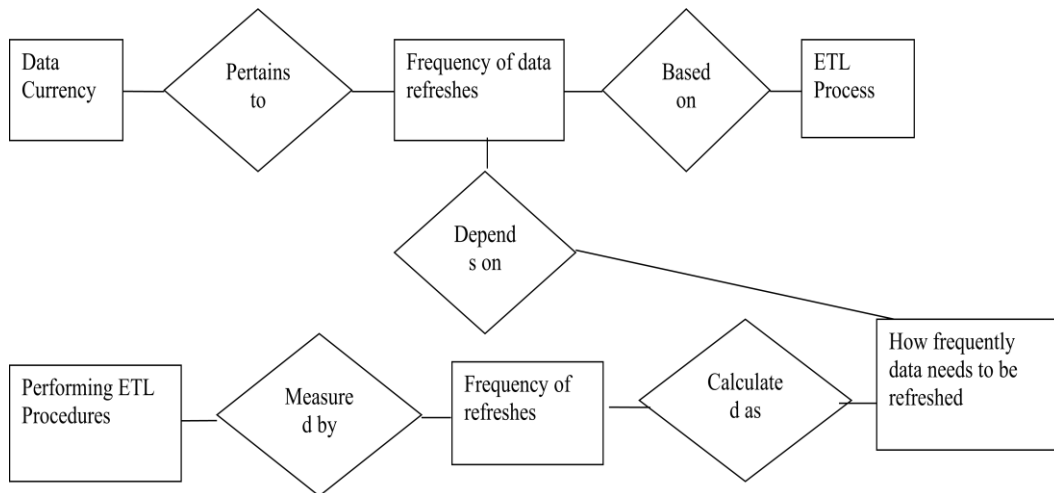 Data
Currency
Pertains
to
Frequency of data
refreshes
Based
on
ETL
Process
Depend
s on
Performing ETL
Procedures
Measure
d by
Frequency of
refreshes
Calculate
d as
How frequently
data needs to be
refreshed